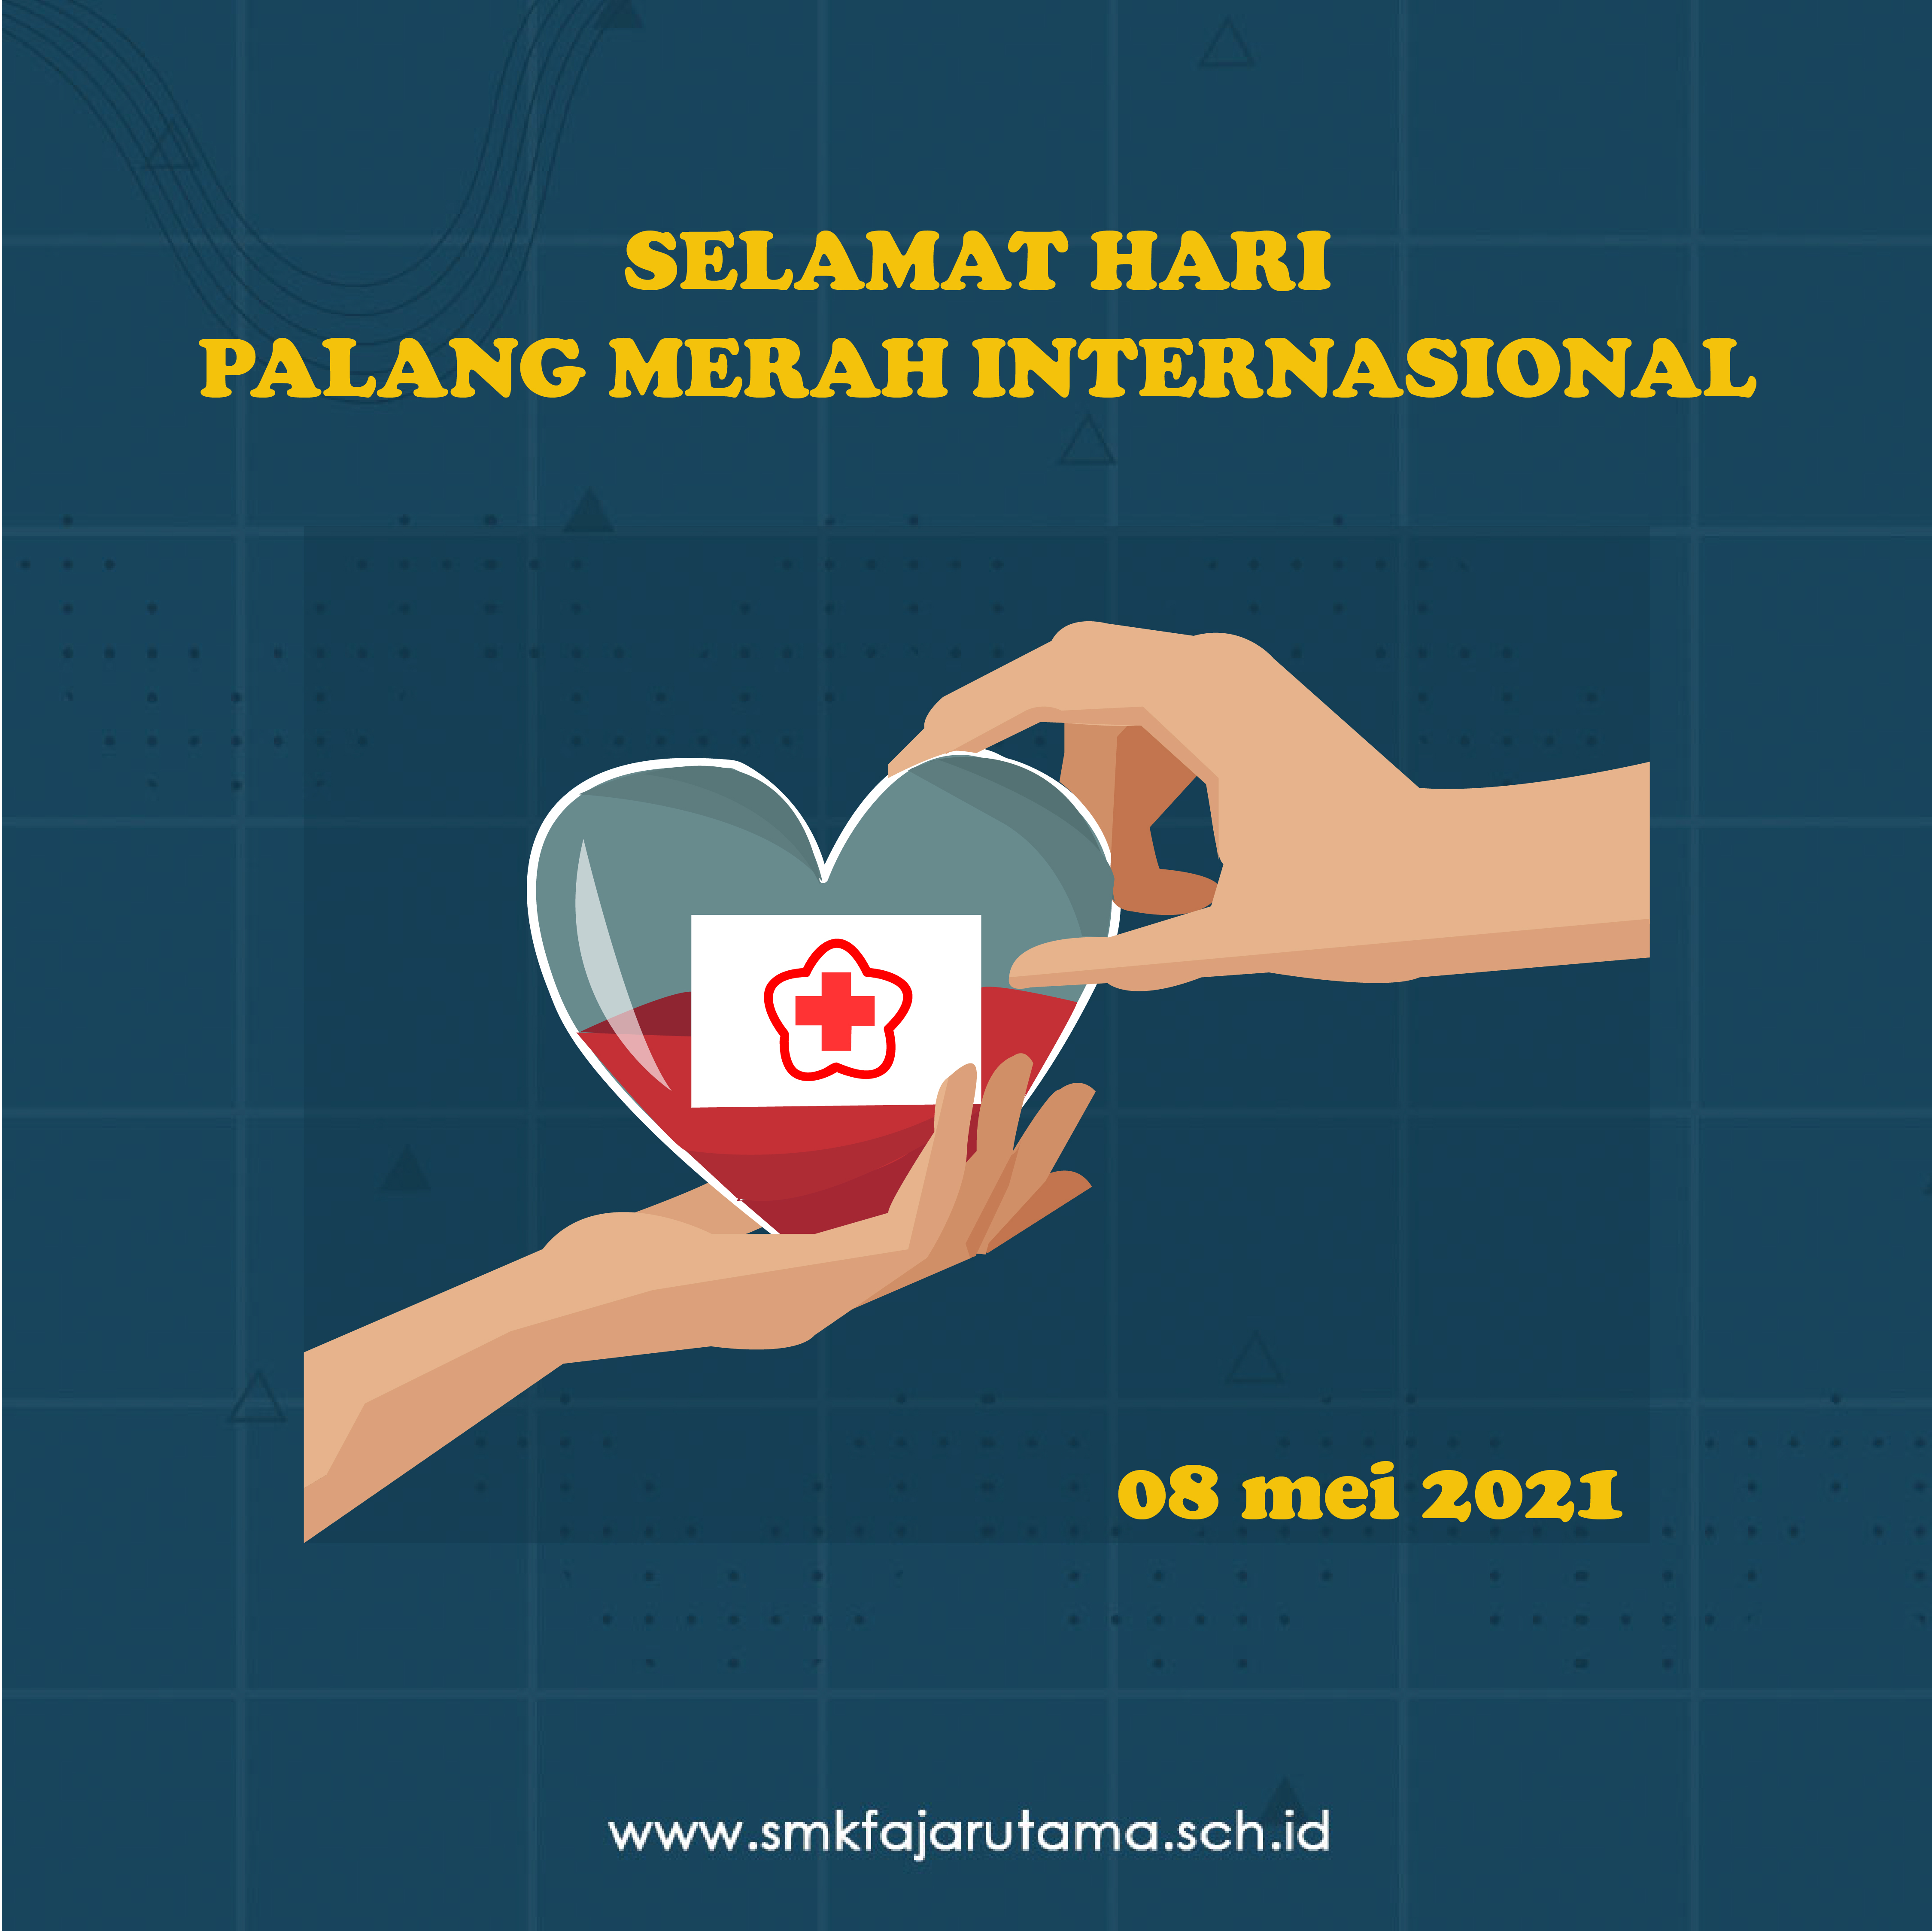 SELAMAT HARI
PALANG MERAH INTERNASIONAL
08 mei 2021
www.smkfajarutama.sch.id